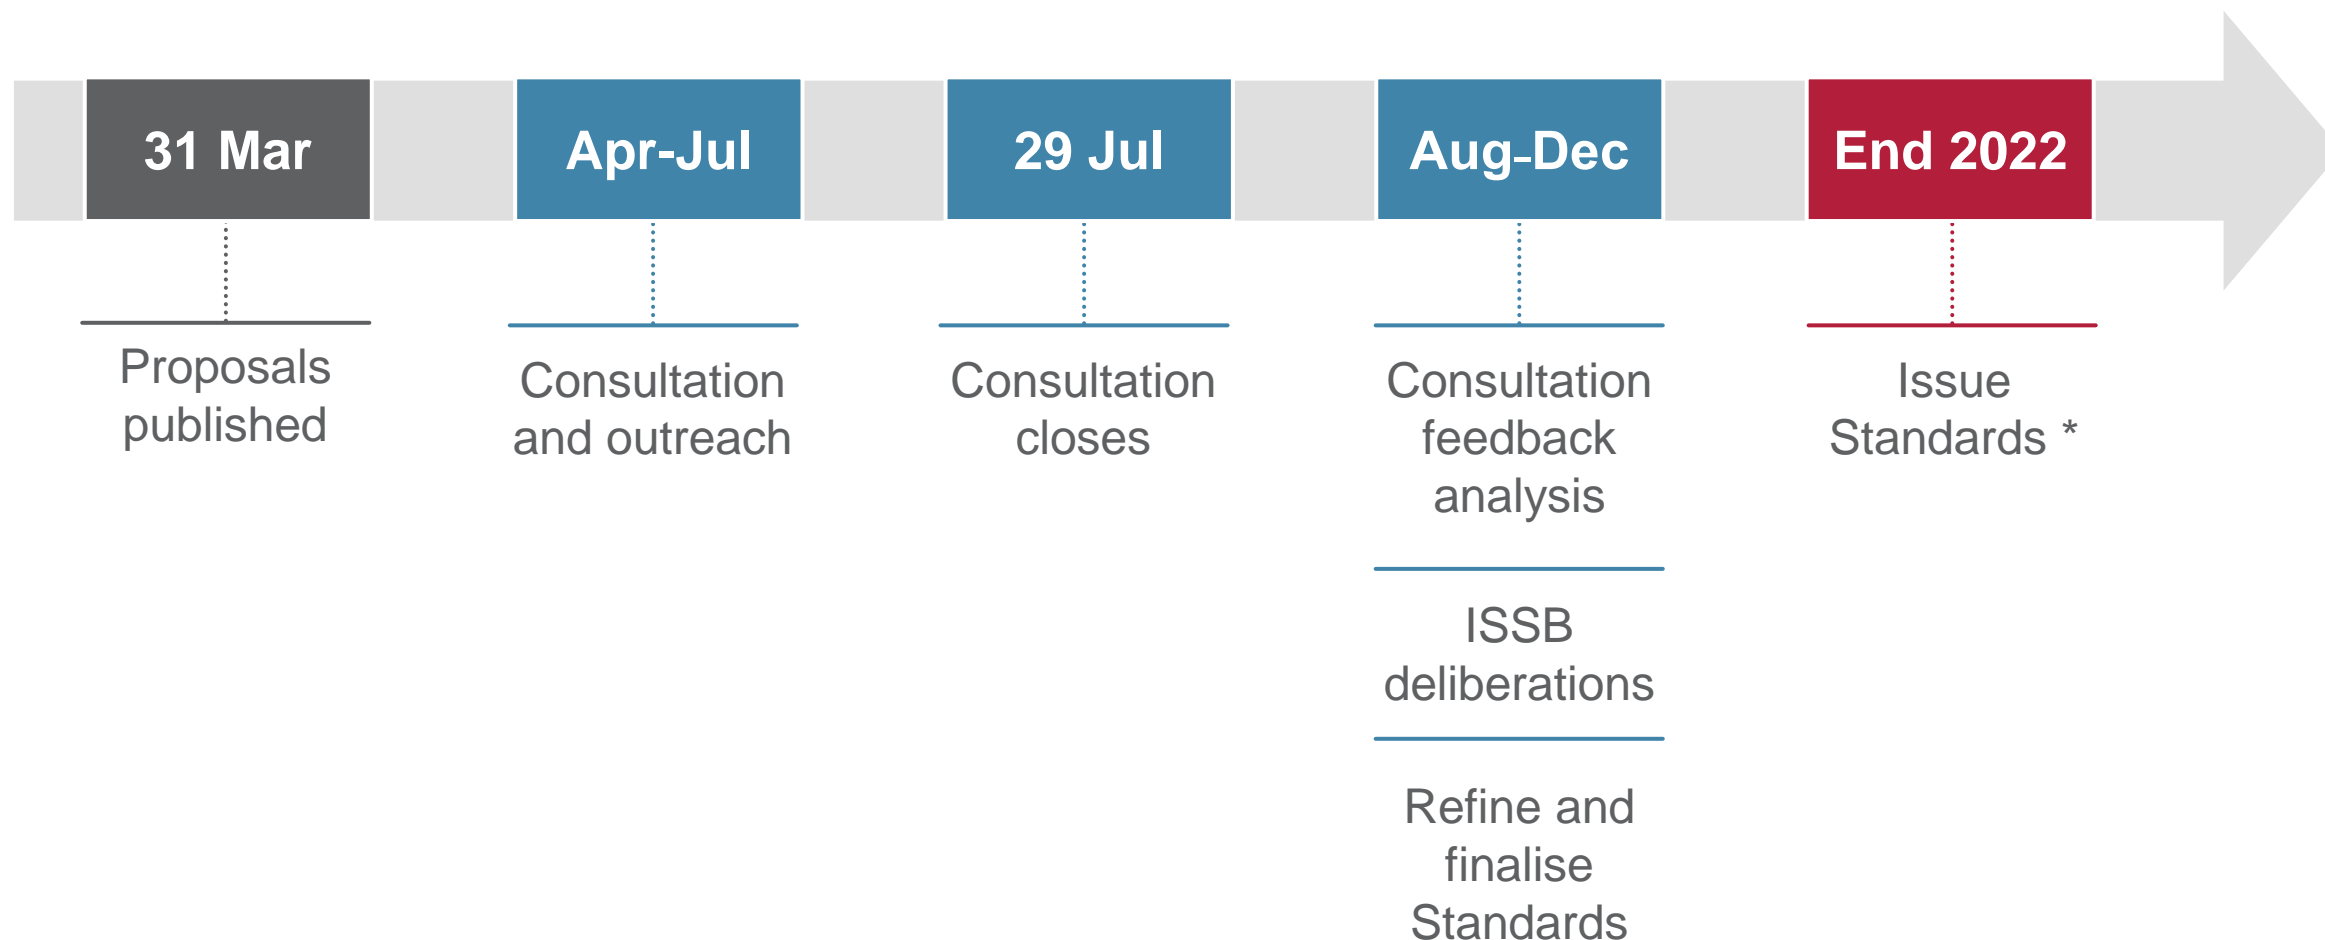 31 Mar
Apr-Jul
29 Jul
Aug-Dec
End 2022
Proposals
published
Consultation
and outreach
Consultation
closes
Consultation
feedback
analysis
ISSB
deliberations
Refine and
finalise
Standards
Issue
Standards *